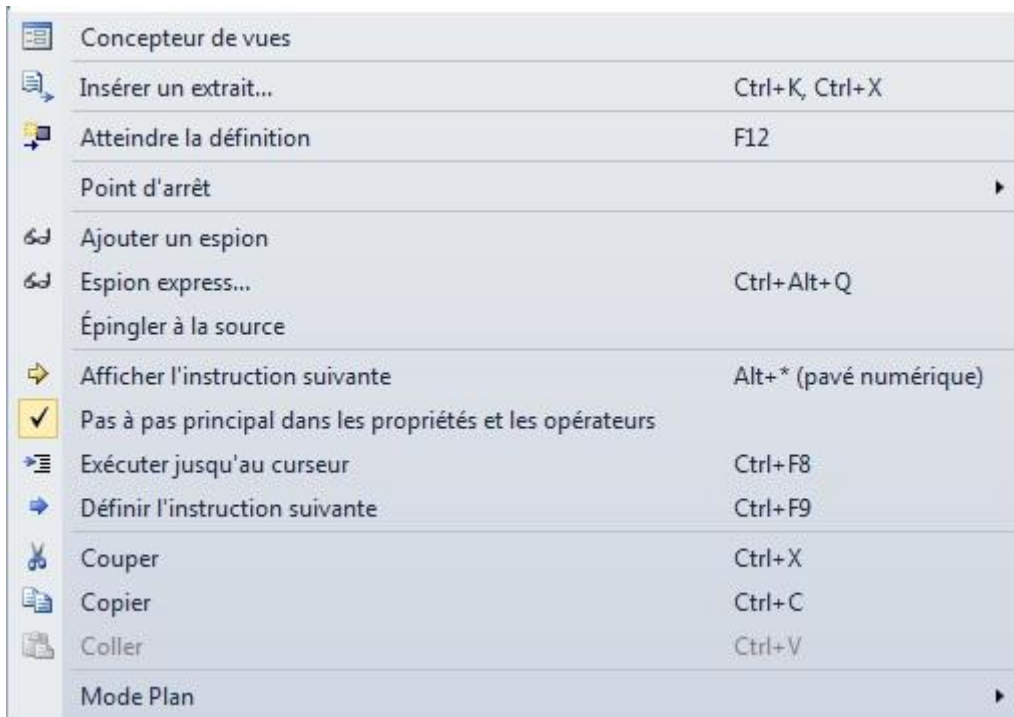 Concepteur de vues
Insérer un extrait... Ctrl+K, Ctrl+X
Atteindre la définition F12
Point d'arrêt
Ajouter un espion
Espion express... Ctrl+Alt+Q
Épingler à la source
Afficher l'instruction suivante Alt+* (pavé numérique)
Pas à pas principal dans les propriétés et les opérateurs
Exécuter jusqu'au curseur Ctrl+F8
Définir l'instruction suivante Ctrl+F9
Couper Ctrl+X
Copier Ctrl+C
Coller Ctrl+V
Mode Plan